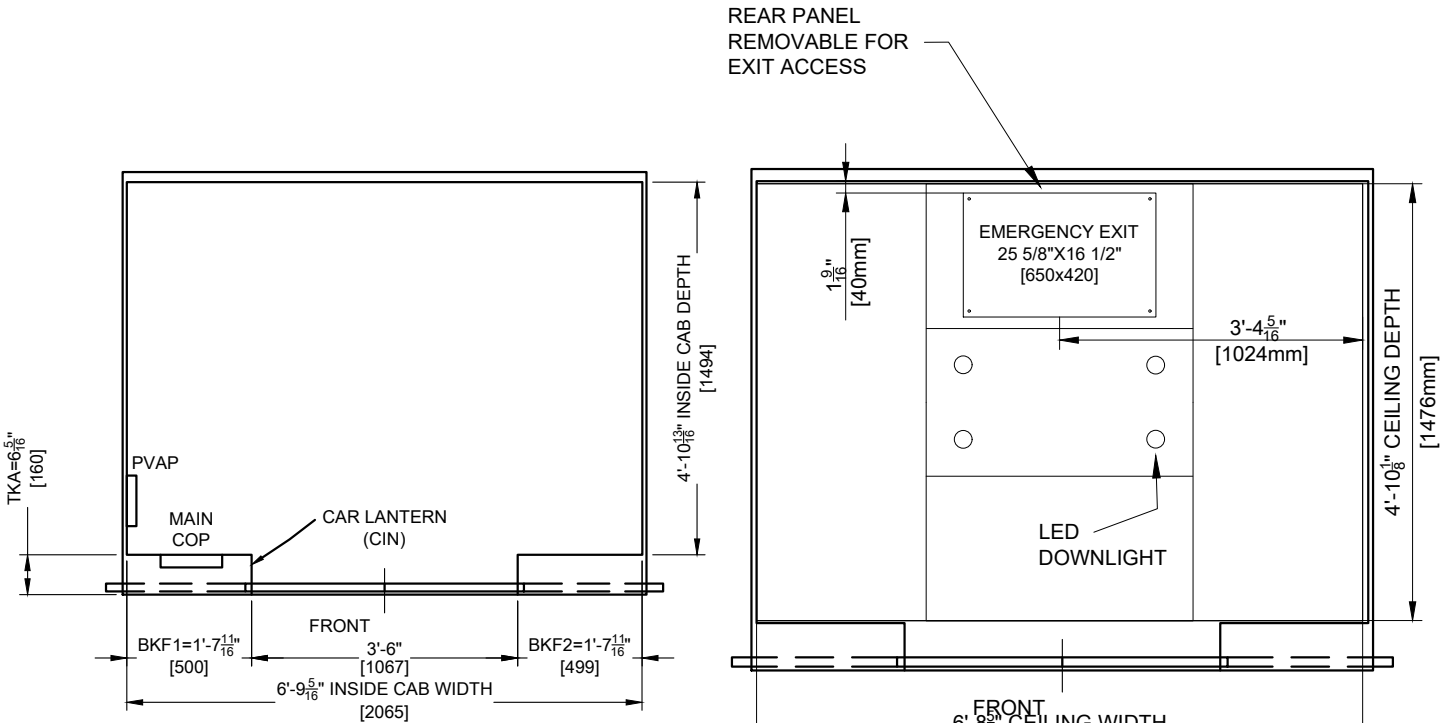 REAR PANEL
REMOVABLE FOR
EXIT ACCESS
TKA=6 5/16"
[160]
PVAP
MAIN
COP
CAR LANTERN
(CIN)
4'-10 13/16" INSIDE CAB DEPTH
[1494]
FRONT
BKF1=1'-7 11/16"
[500]
3'-6"
[1067]
BKF2=1'-7 11/16"
[499]
6'-9 5/16" INSIDE CAB WIDTH
[2065]
1 9/16"
[40mm]
EMERGENCY EXIT
25 5/8"X16 1/2"
[650x420]
3'-4 5/16"
[1024mm]
LED
DOWNLIGHT
4'-10 1/8" CEILING DEPTH
[1476mm]
FRONT
CEILING WIDTH